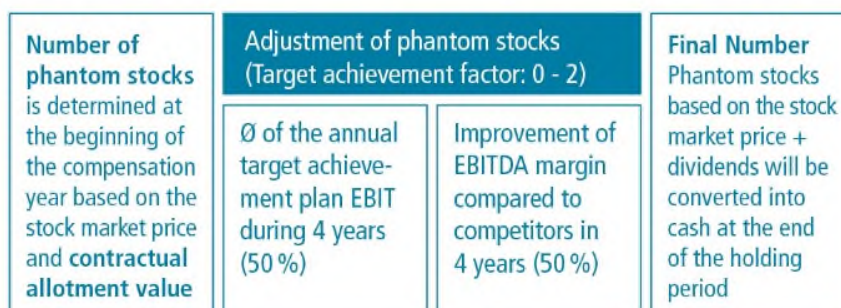 Number of
phantom stocks
is determined at
the beginning of
the compensation
year based on the
stock market price
and contractual
allotment value
Adjustment of phantom stocks
(Target achievement factor: 0 - 2)
Ø of the annual
target achieve-
ment plan EBIT
during 4 years
(50 %)
Improvement of
EBITDA margin
compared to
competitors in
4 years (50 %)
Final Number
Phantom stocks
based on the stock
market price +
dividends will be
converted into
cash at the end
of the holding
period